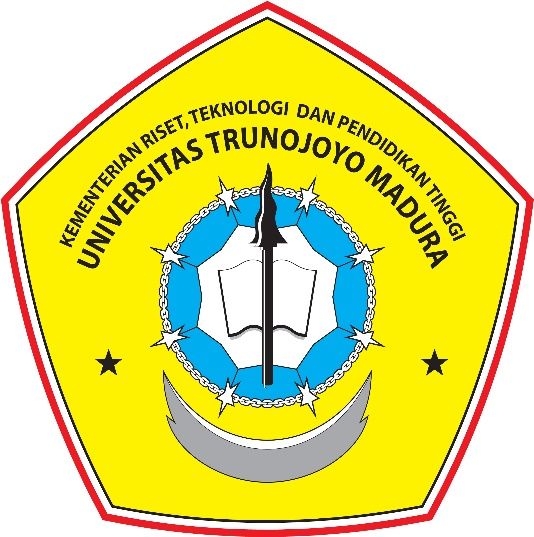 KEMENTERIAN RISET, TEKNOLOGI DAN PENDIDIKAN TINGGI
UNIVERSITAS TRUNOJOYO MADURA